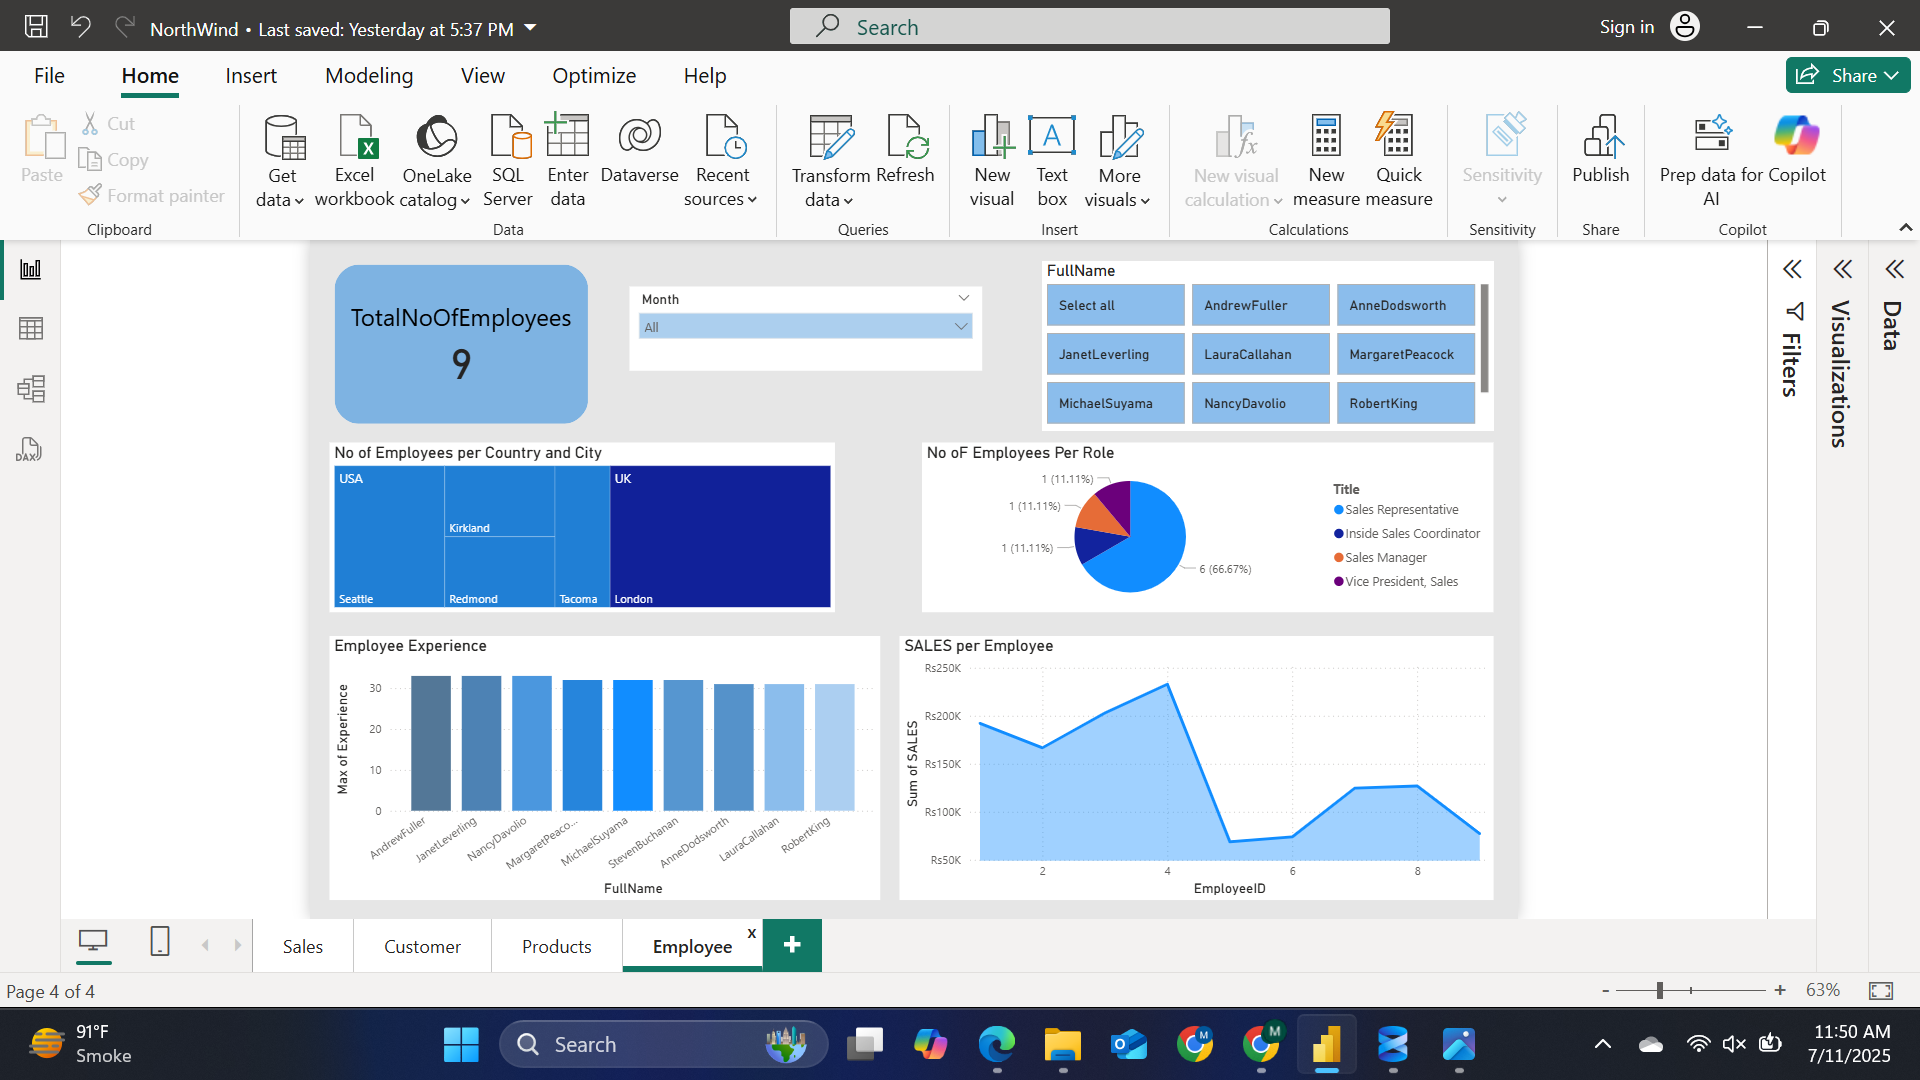 NorthWind • Last saved: Yesterday at 5:37 PM
Search
Sign in
File
Home
Insert
Modeling
View
Optimize
Help
Share
Paste
Cut
Copy
Format painter
Clipboard
Get data
Excel workbook
OneLake catalog
SQL Server
Enter data
Dataverse
Recent sources
Data
Transform data
Refresh
Queries
New visual
Text box
More visuals
Insert
New visual calculation
New measure
Quick measure
Calculations
Sensitivity
Sensitivity
Publish
Share
Prep data for AI
Copilot
Copilot
DAX
TotalNoOfEmployees
9
Month
All
FullName
Select all
AndrewFuller
AnneDodsworth
JanetLeverling
LauraCallahan
MargaretPeacock
MichaelSuyama
NancyDavolio
RobertKing
Filters
Visualizations
Data
No of Employees per Country and City
USA
UK
Kirkland
Seattle
Redmond
Tacoma
London
No oF Employees Per Role
1 (11.11%)
1 (11.11%)
1 (11.11%)
6 (66.67%)
Title
Sales Representative
Inside Sales Coordinator
Sales Manager
Vice President, Sales
Employee Experience
Max of Experience
30
20
10
0
AndrewFuller
JanetLeverling
NancyDavolio
MargaretPeaco...
MichaelSuyama
StevenBuchanan
AnneDodsworth
LauraCallahan
RobertKing
FullName
SALES per Employee
Sum of SALES
Rs250K
Rs200K
Rs150K
Rs100K
Rs50K
2
4
6
8
EmployeeID
Sales
Customer
Products
Employee
x
Page 4 of 4
- +
63%
91°F
Smoke
Search
M
M
11:50 AM
7/11/2025